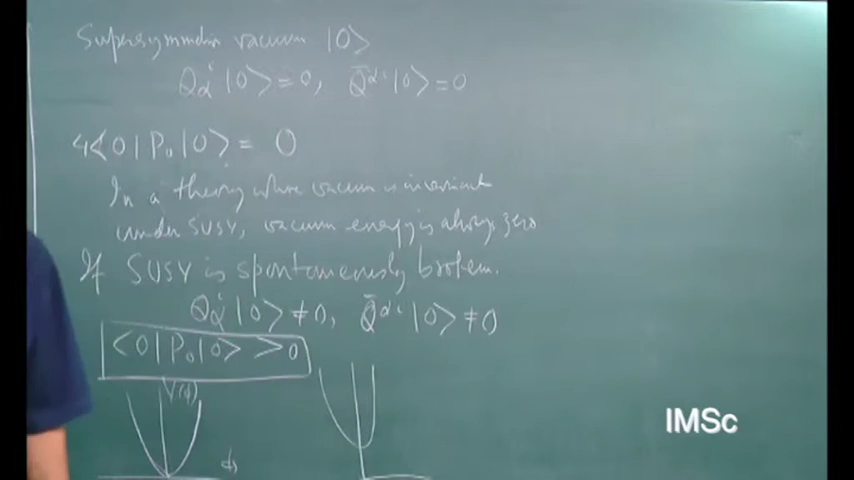 Supersymmetric vacuum |0>
Q_α^i |0> = 0, Q̄^{α̇i} |0> = 0
4<0|P₀|0> = 0
In a theory where vacuum is invariant
under SUSY, vacuum energy is always zero
If SUSY is spontaneously broken.
Q_α^i |0> ≠ 0, Q̄^{α̇i} |0> ≠ 0
<0|P₀|0> > 0
V(φ)
φ
IMSc